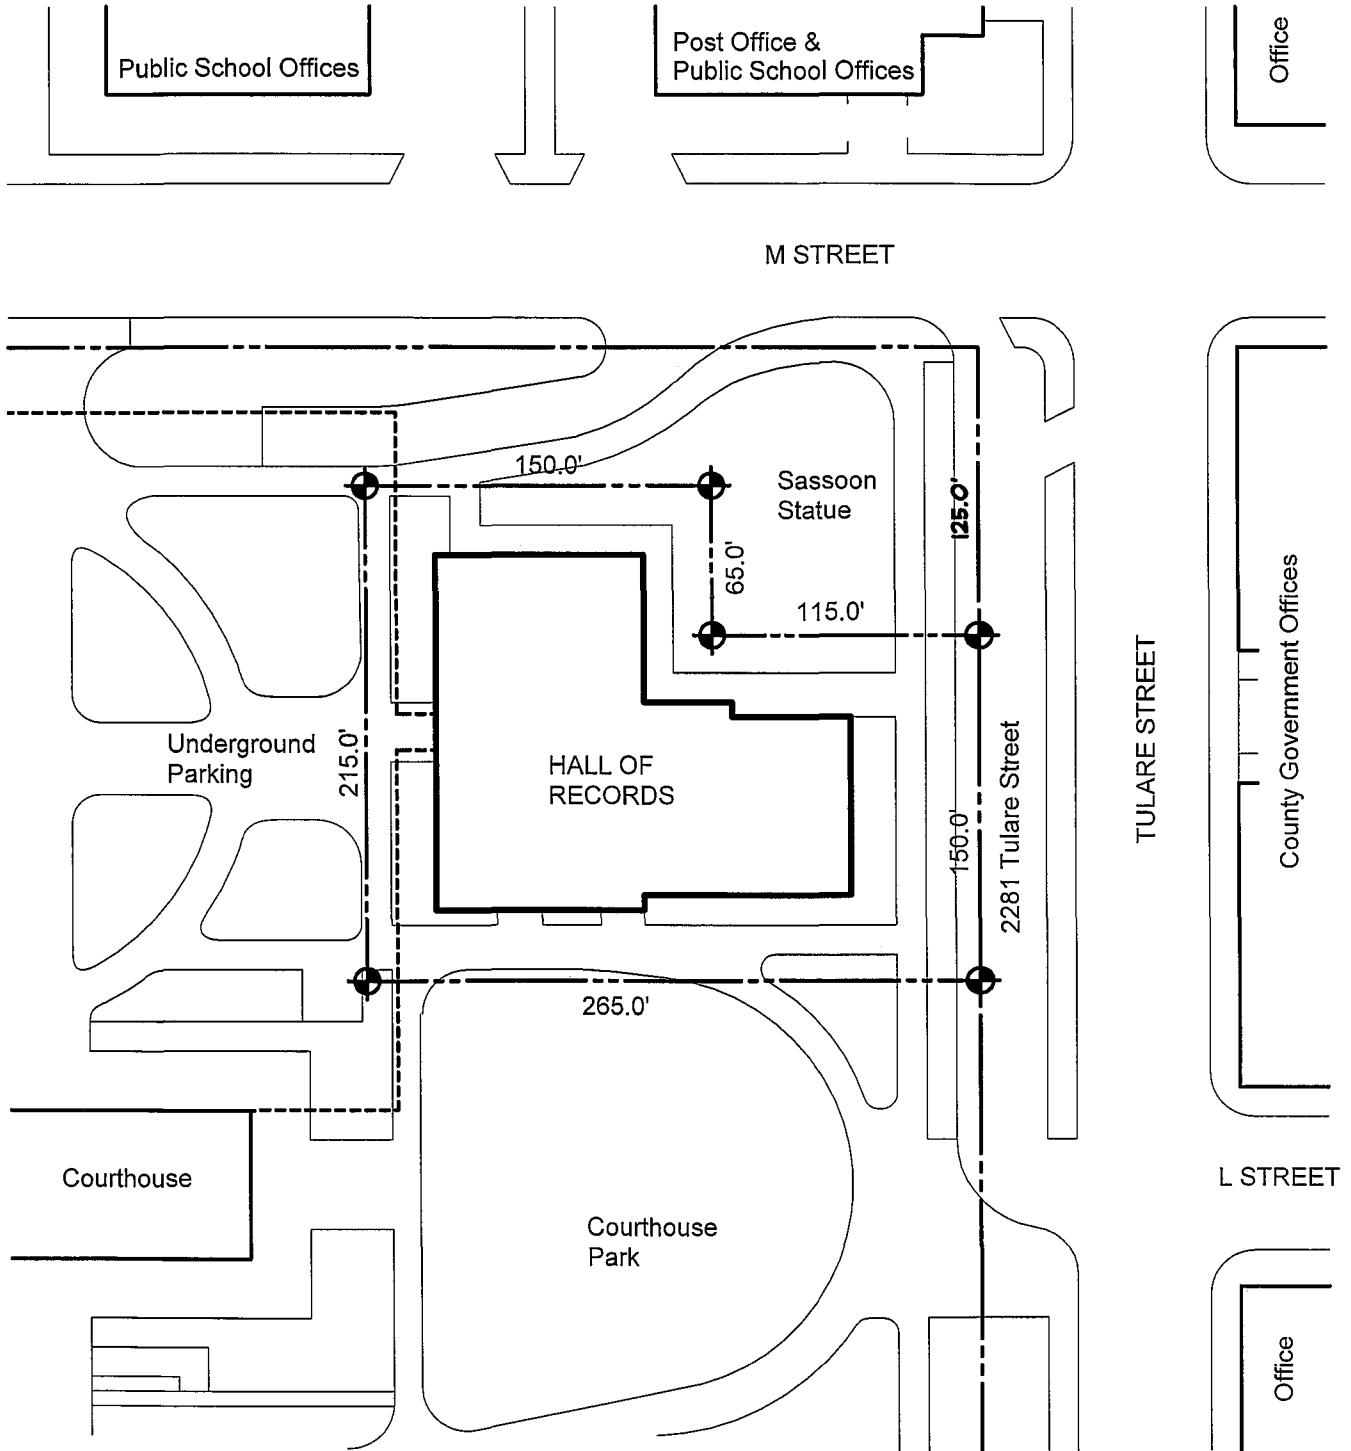 Public School Offices
Post Office &
Public School Offices
Office
M STREET
150.0'
Sassoon
Statue
125.0'
65.0'
115.0'
County Government Offices
TULARE STREET
2281 Tulare Street
Underground
Parking
215.0'
HALL OF
RECORDS
150.0'
265.0'
Courthouse
L STREET
Courthouse
Park
Office